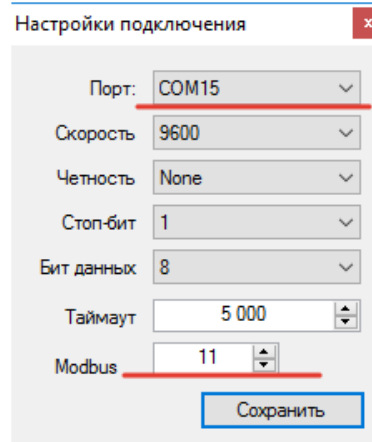 Настройки подключения x
Порт: COM15
Скорость 9600
Четность None
Стоп-бит 1
Бит данных 8
Таймаут 5 000
Modbus 11
Сохранить